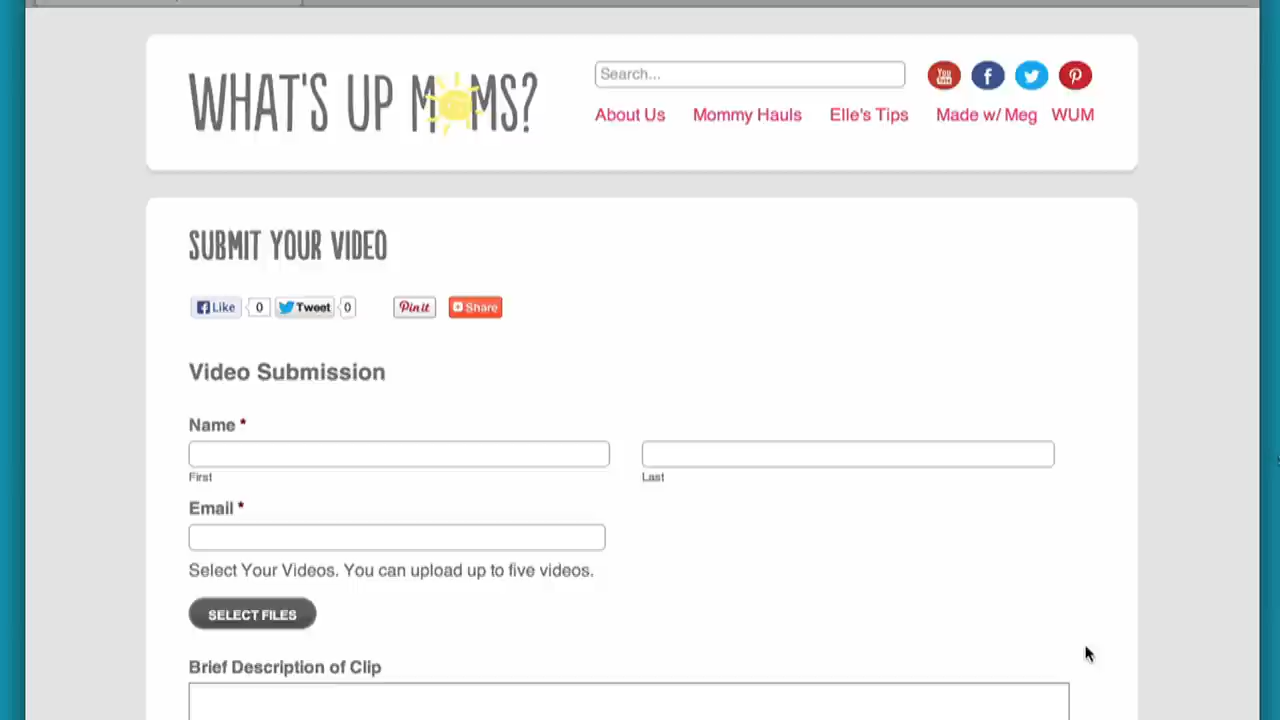 WHAT'S UP MOMS?
Search...
You Tube
About Us Mommy Hauls Elle's Tips Made w/ Meg WUM
SUBMIT YOUR VIDEO
Like 0 Tweet 0 Pin it Share
Video Submission
Name *
First Last
Email *
Select Your Videos. You can upload up to five videos.
SELECT FILES
Brief Description of Clip